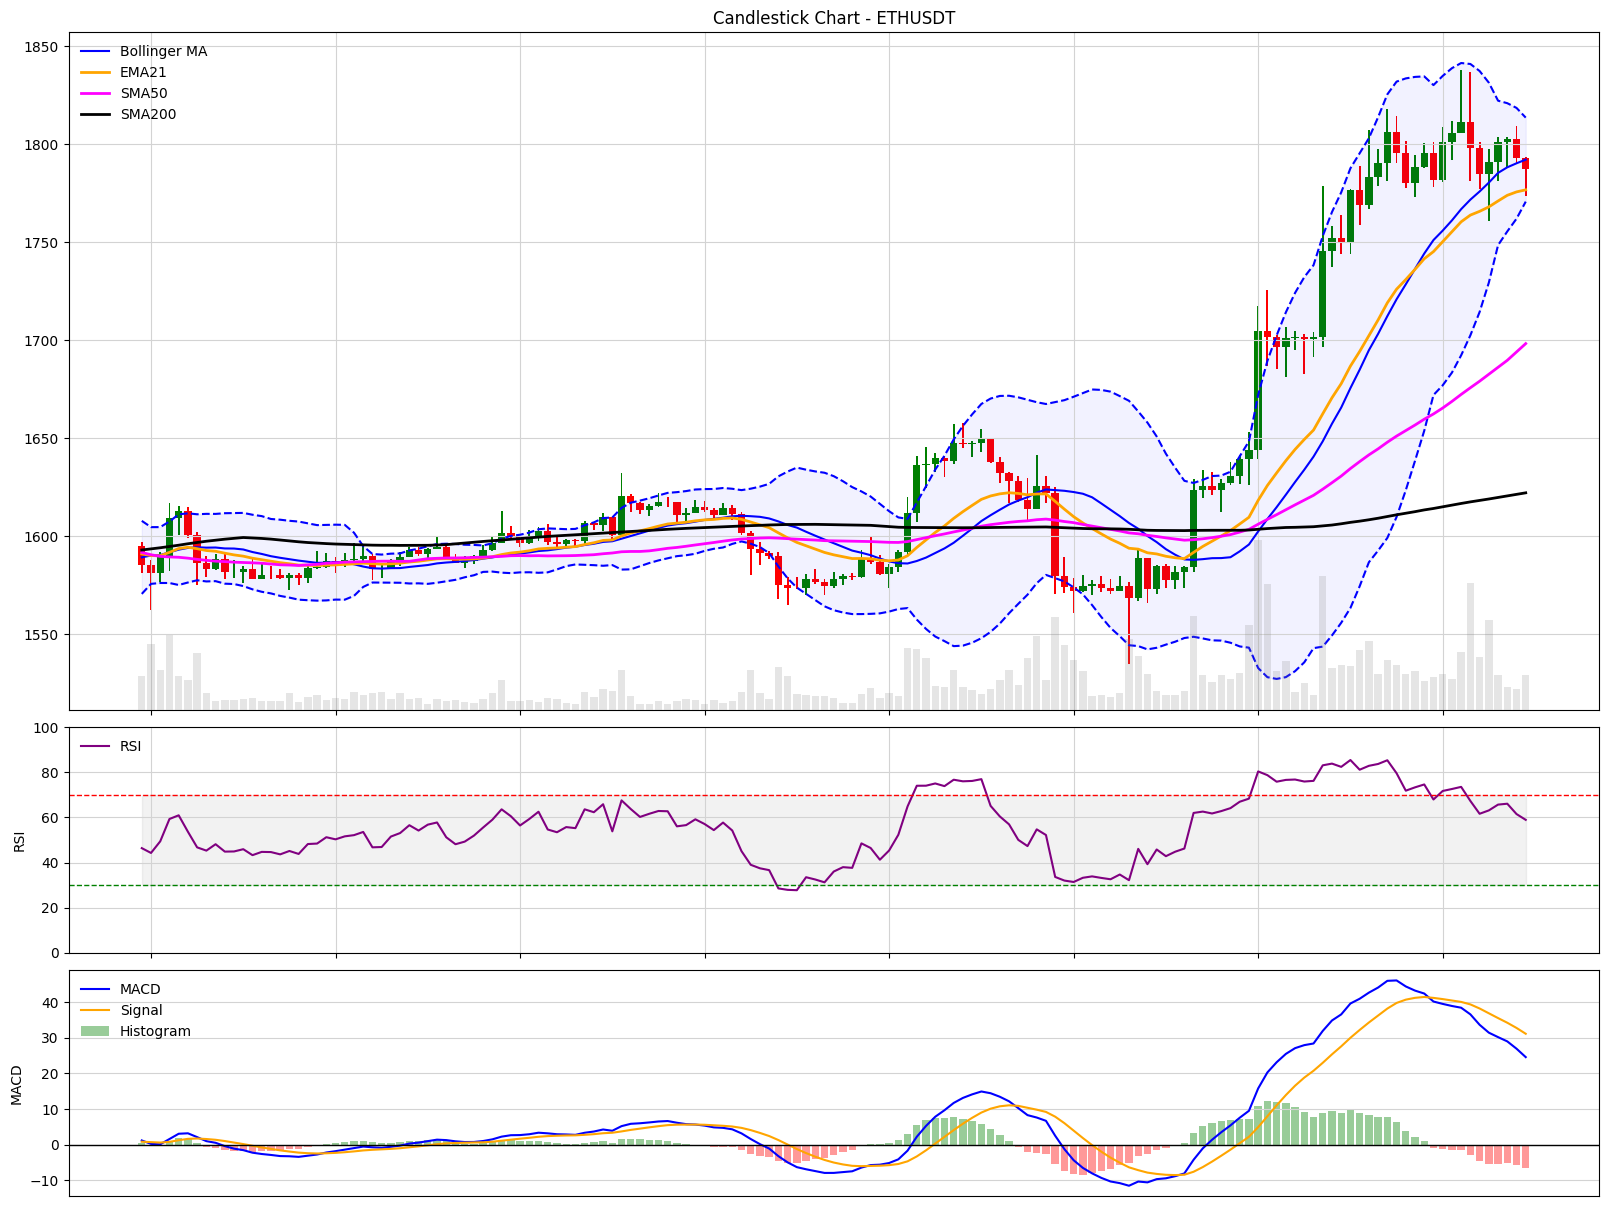 Candlestick Chart - ETHUSDT
Bollinger MA
EMA21
SMA50
SMA200
1850
1800
1750
1700
1650
1600
1550
RSI
100
80
60
40
20
0
RSI
MACD
Signal
Histogram
40
30
20
10
0
−10
MACD